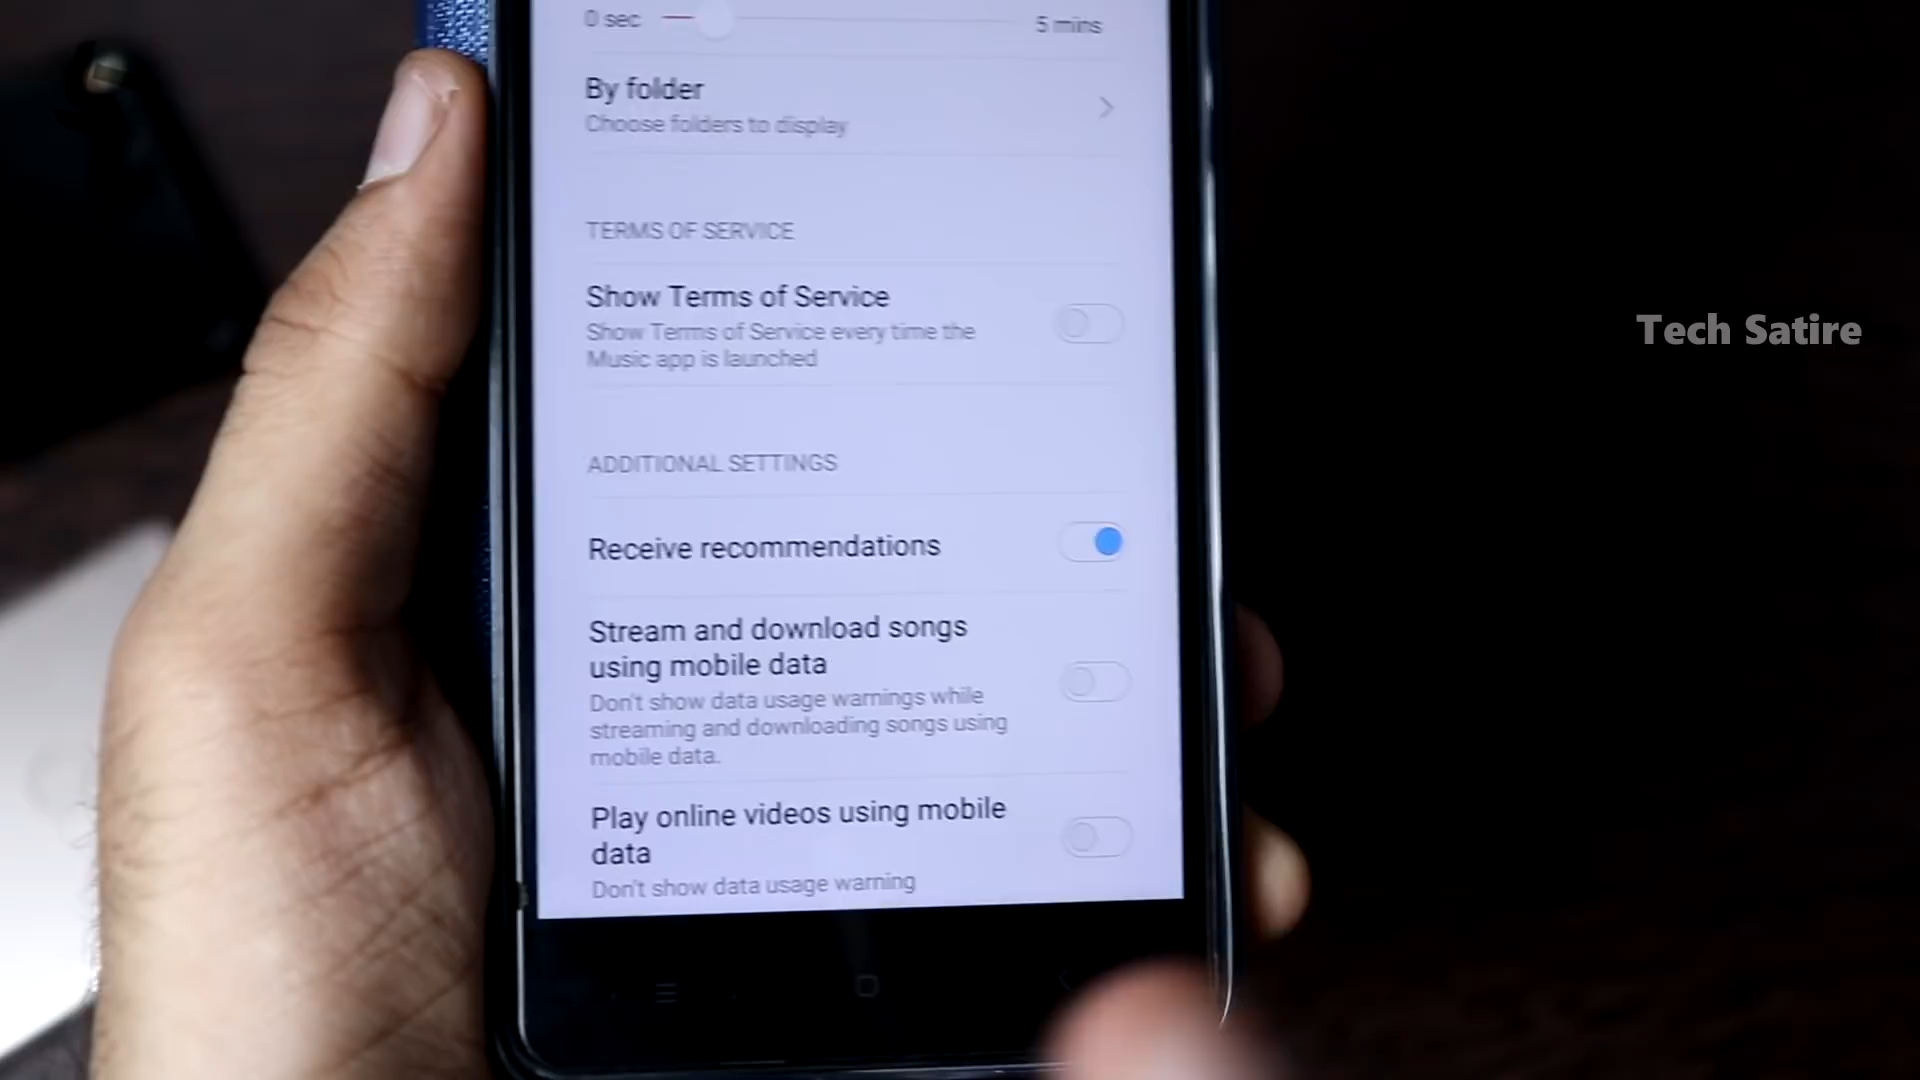 0 sec 5 mins
By folder
Choose folders to display
TERMS OF SERVICE
Show Terms of Service
Show Terms of Service every time the
Music app is launched
Tech Satire
ADDITIONAL SETTINGS
Receive recommendations
Stream and download songs
using mobile data
Don't show data usage warnings while
streaming and downloading songs using
mobile data.
Play online videos using mobile
data
Don't show data usage warning